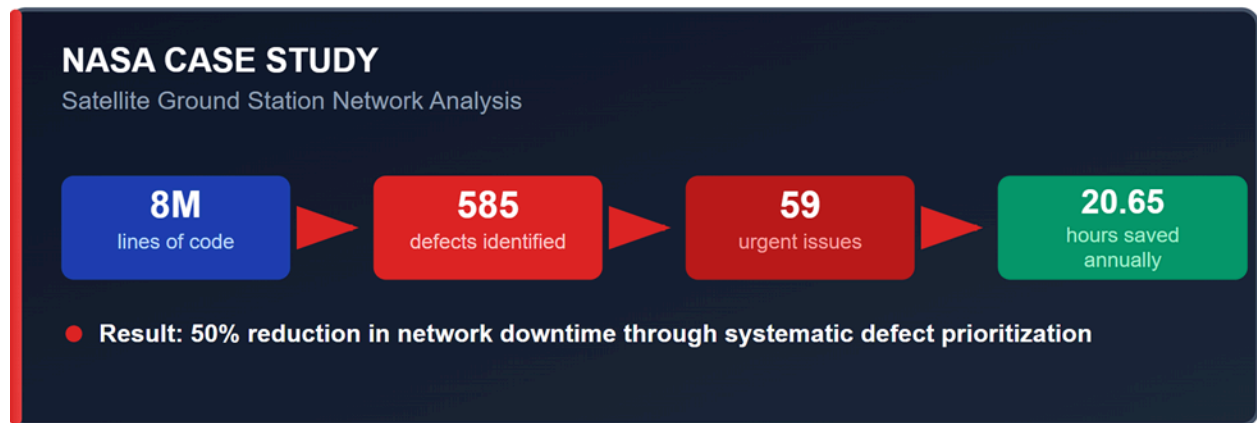 NASA CASE STUDY
Satellite Ground Station Network Analysis
8M
lines of code
585
defects identified
59
urgent issues
20.65
hours saved
annually
Result: 50% reduction in network downtime through systematic defect prioritization